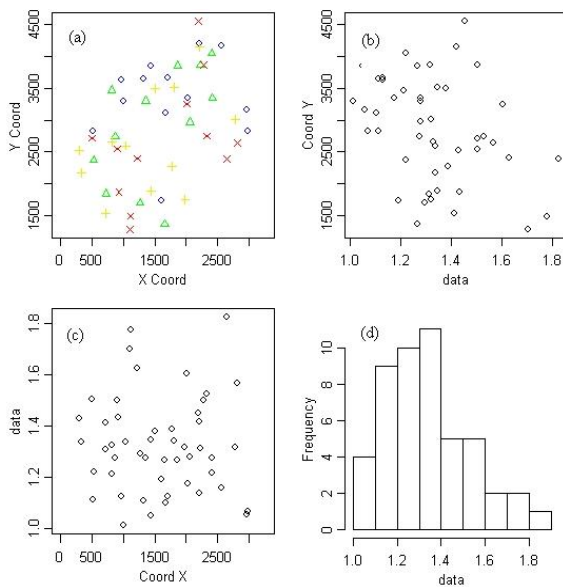 (a)
Y Coord
4500
3500
2500
1500
0 500 1500 2500
X Coord
(b)
Coord Y
4500
3500
2500
1500
1.0 1.2 1.4 1.6 1.8
data
(c)
data
1.8
1.6
1.4
1.2
1.0
0 500 1500 2500
Coord X
(d)
Frequency
10
8
6
4
2
0
1.0 1.2 1.4 1.6 1.8
data